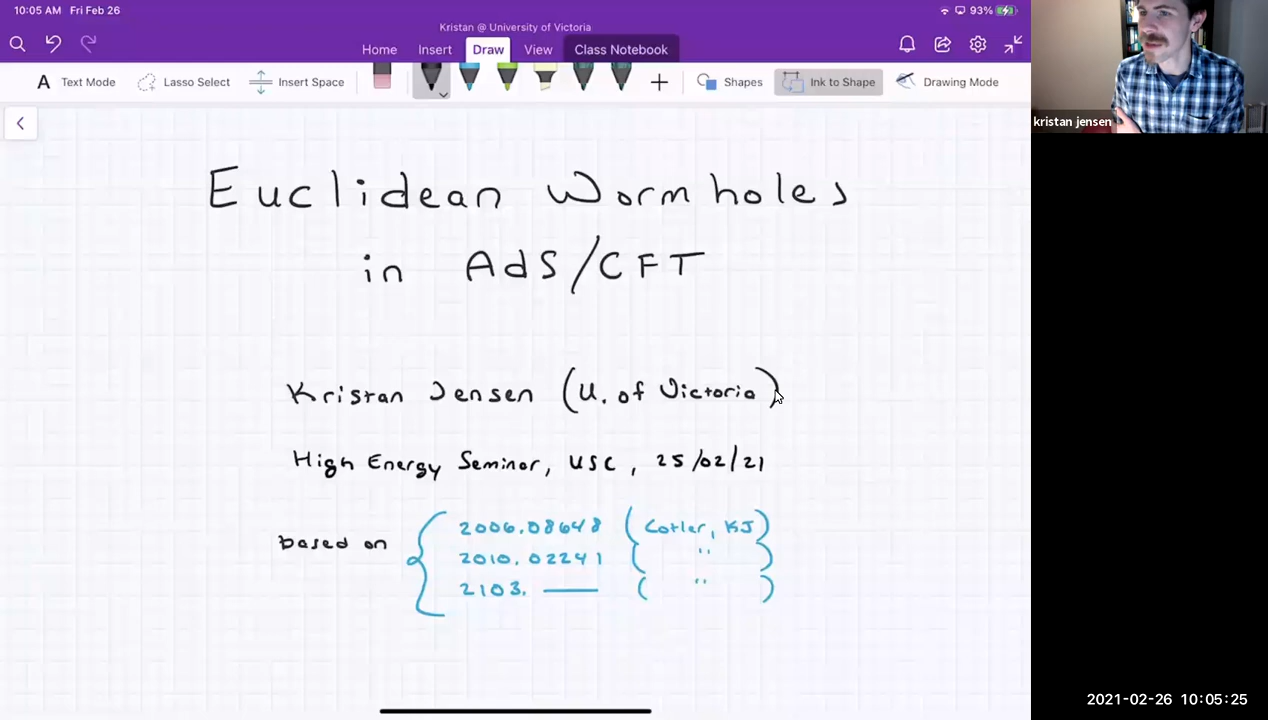 10:05 AM Fri Feb 26
93%
Kristan @ University of Victoria
Home Insert Draw View Class Notebook
A Text Mode Lasso Select Insert Space Shapes Ink to Shape Drawing Mode
kristan jensen
Euclidean Wormholes
in AdS/CFT
Kristan Jensen (U. of Victoria)
High Energy Seminar, USC, 25/02/21
based on
2006.08648 (Cotler, KJ)
2010.02241 ( " )
2103. — ( " )
2021-02-26 10:05:25